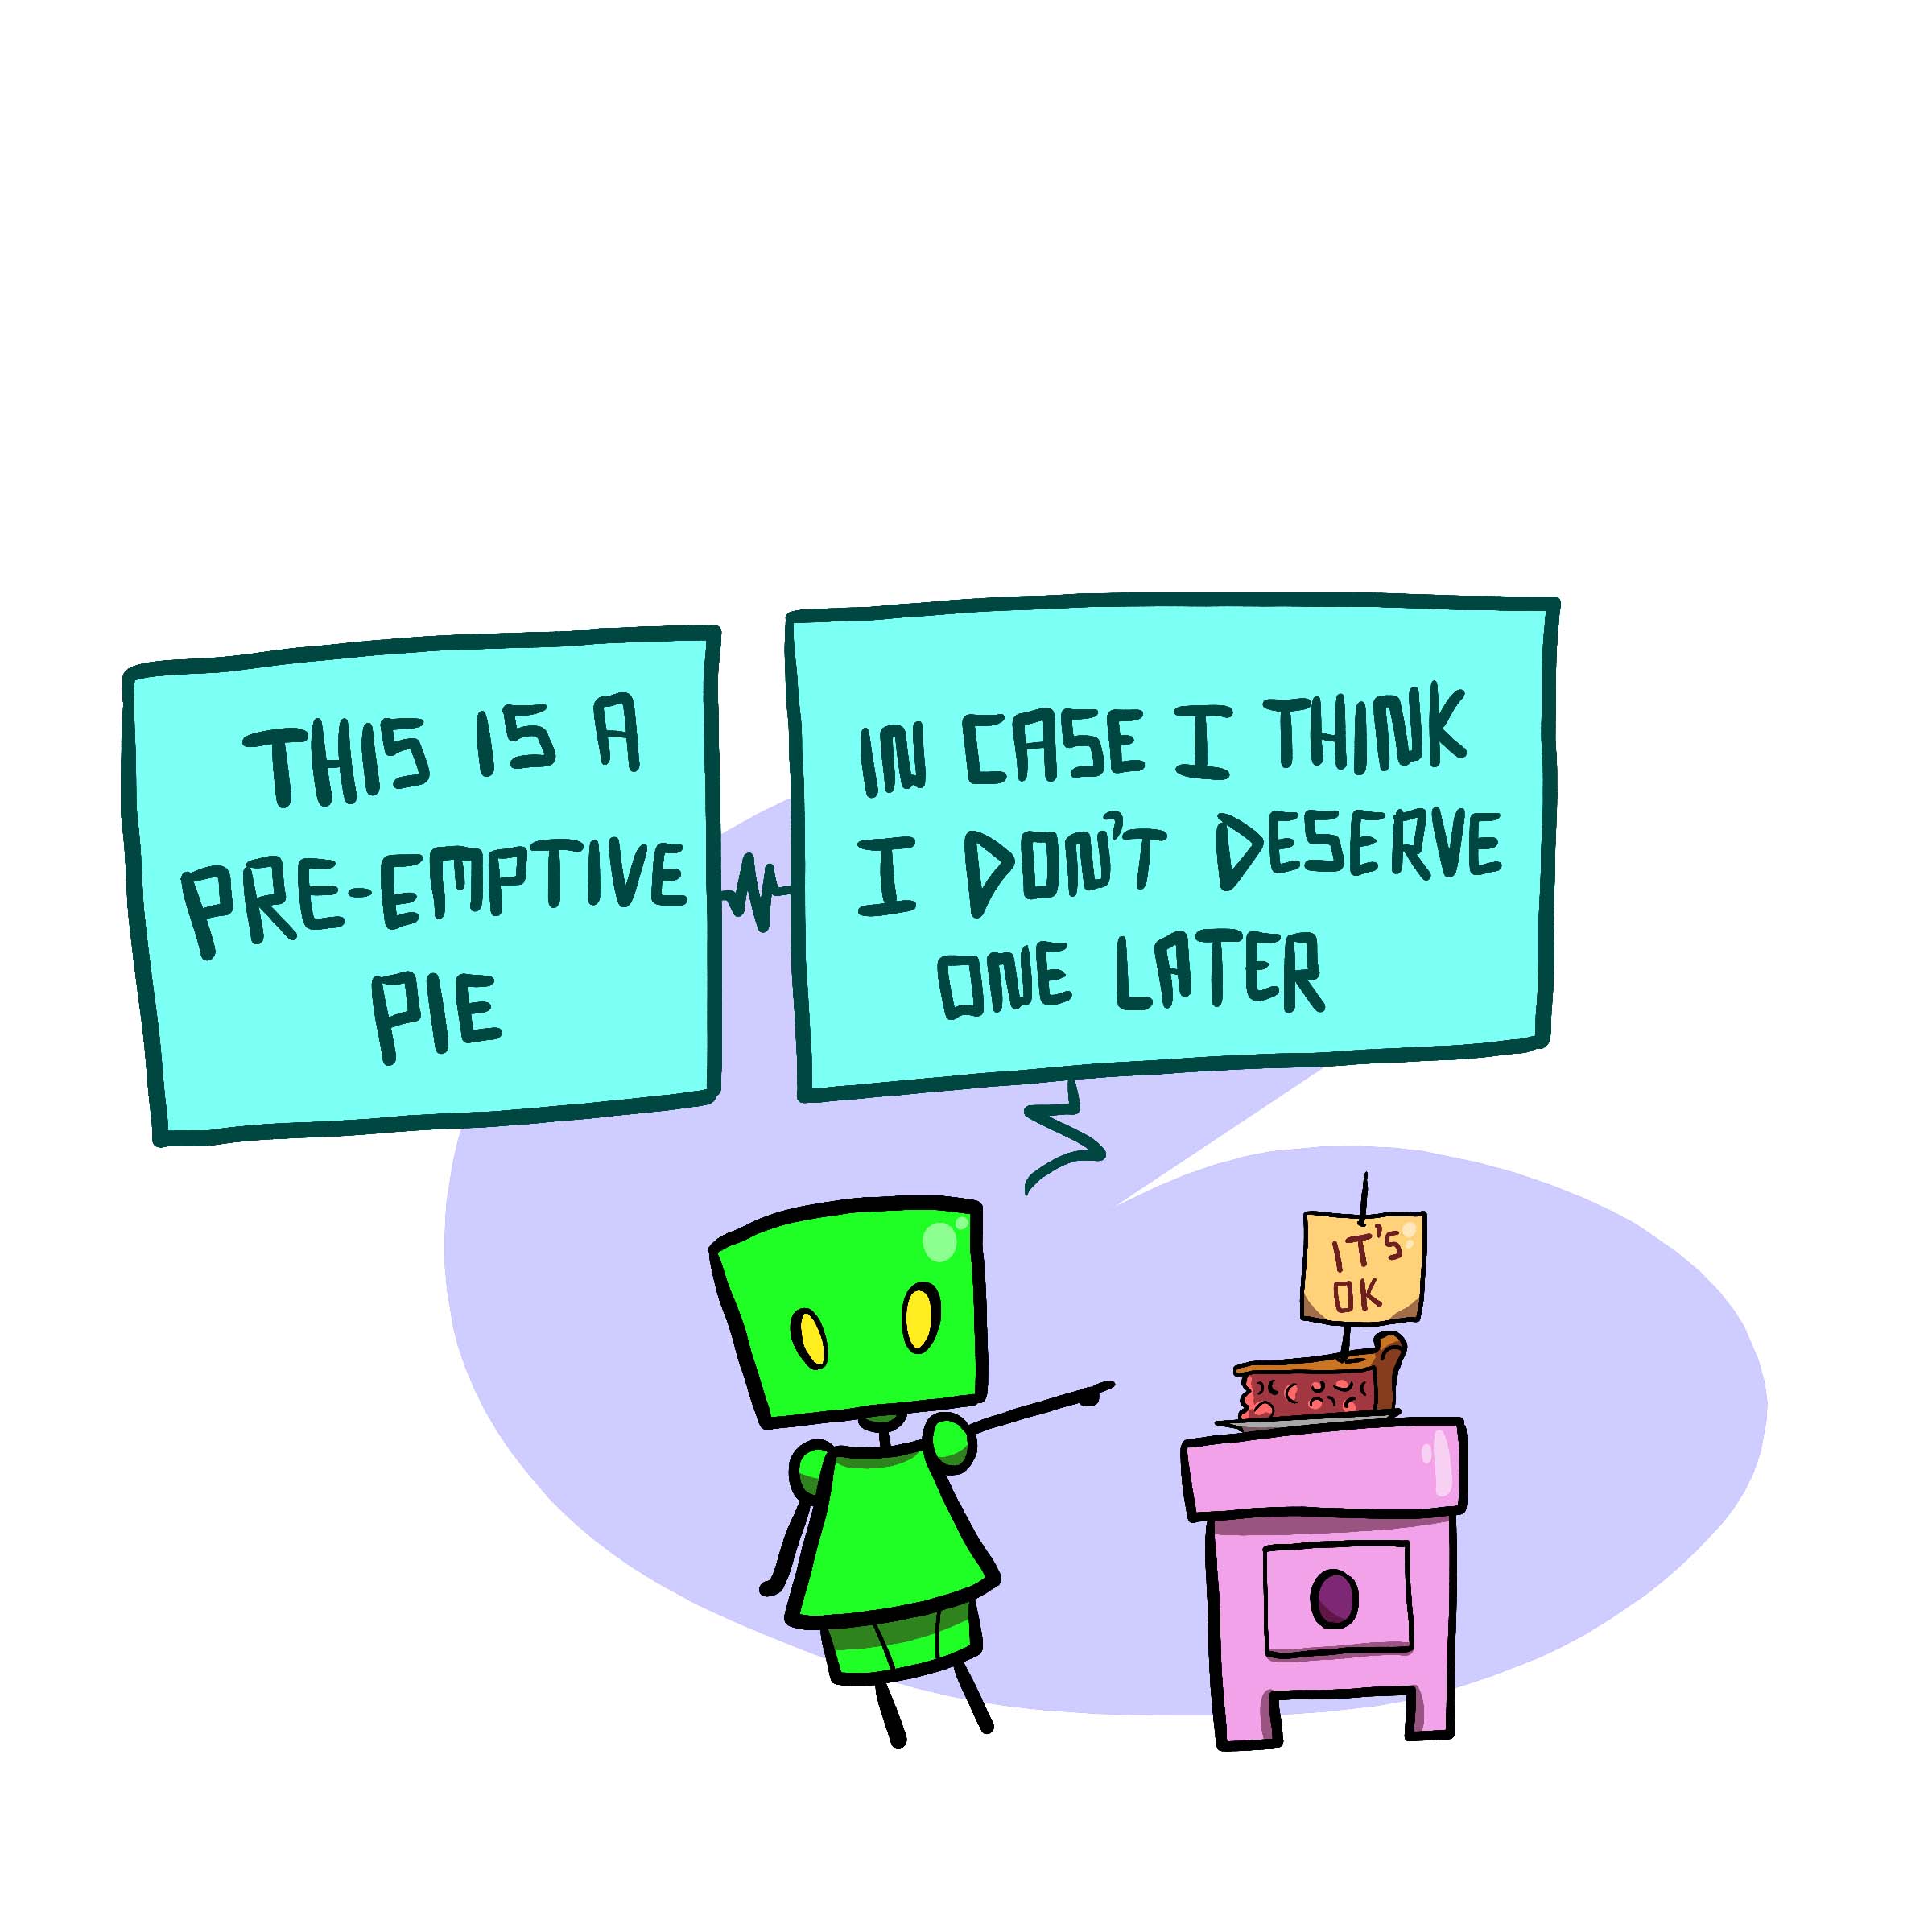 THIS IS A
PRE-EMPTIVE
PIE
IN CASE I THINK
I DON'T DESERVE
ONE LATER
IT'S
OK